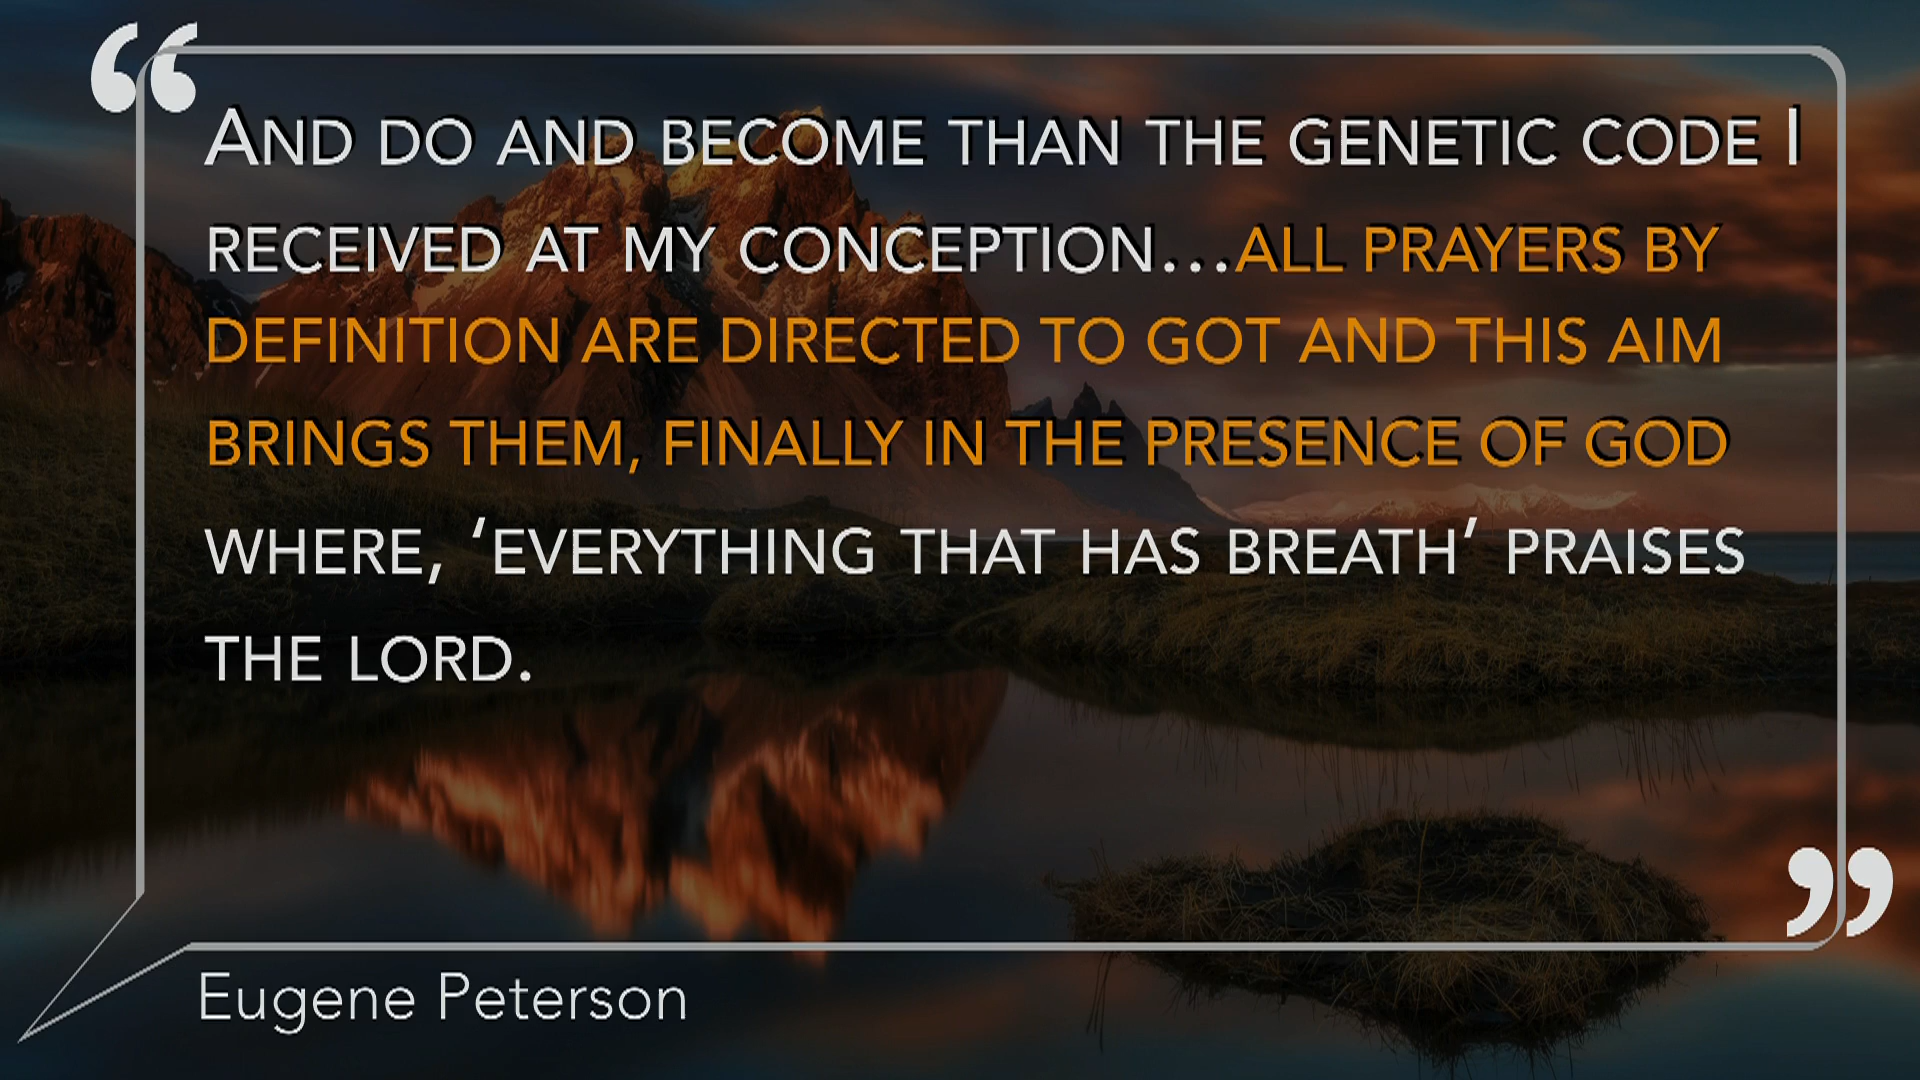 “AND DO AND BECOME THAN THE GENETIC CODE I
RECEIVED AT MY CONCEPTION...ALL PRAYERS BY
DEFINITION ARE DIRECTED TO GOT AND THIS AIM
BRINGS THEM, FINALLY IN THE PRESENCE OF GOD
WHERE, ‘EVERYTHING THAT HAS BREATH’ PRAISES
THE LORD.”
Eugene Peterson